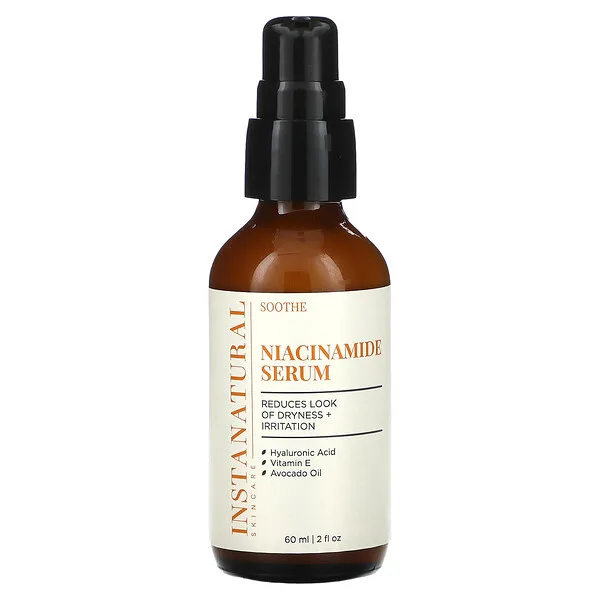 INSTANATURAL
SKINCARE
SOOTHE
NIACINAMIDE
SERUM
REDUCES LOOK
OF DRYNESS +
IRRITATION
Hyaluronic Acid
Vitamin E
Avocado Oil
60 ml | 2 fl oz